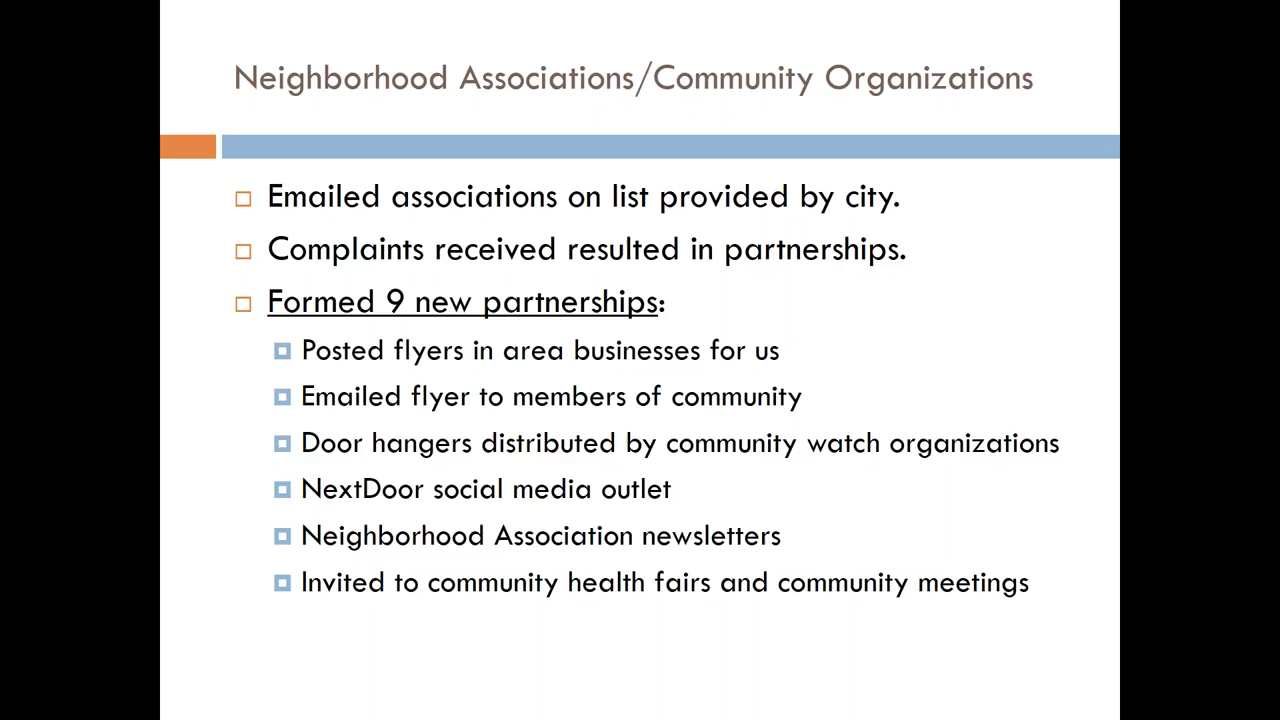 Neighborhood Associations/Community Organizations
Emailed associations on list provided by city.
Complaints received resulted in partnerships.
Formed 9 new partnerships:
Posted flyers in area businesses for us
Emailed flyer to members of community
Door hangers distributed by community watch organizations
NextDoor social media outlet
Neighborhood Association newsletters
Invited to community health fairs and community meetings